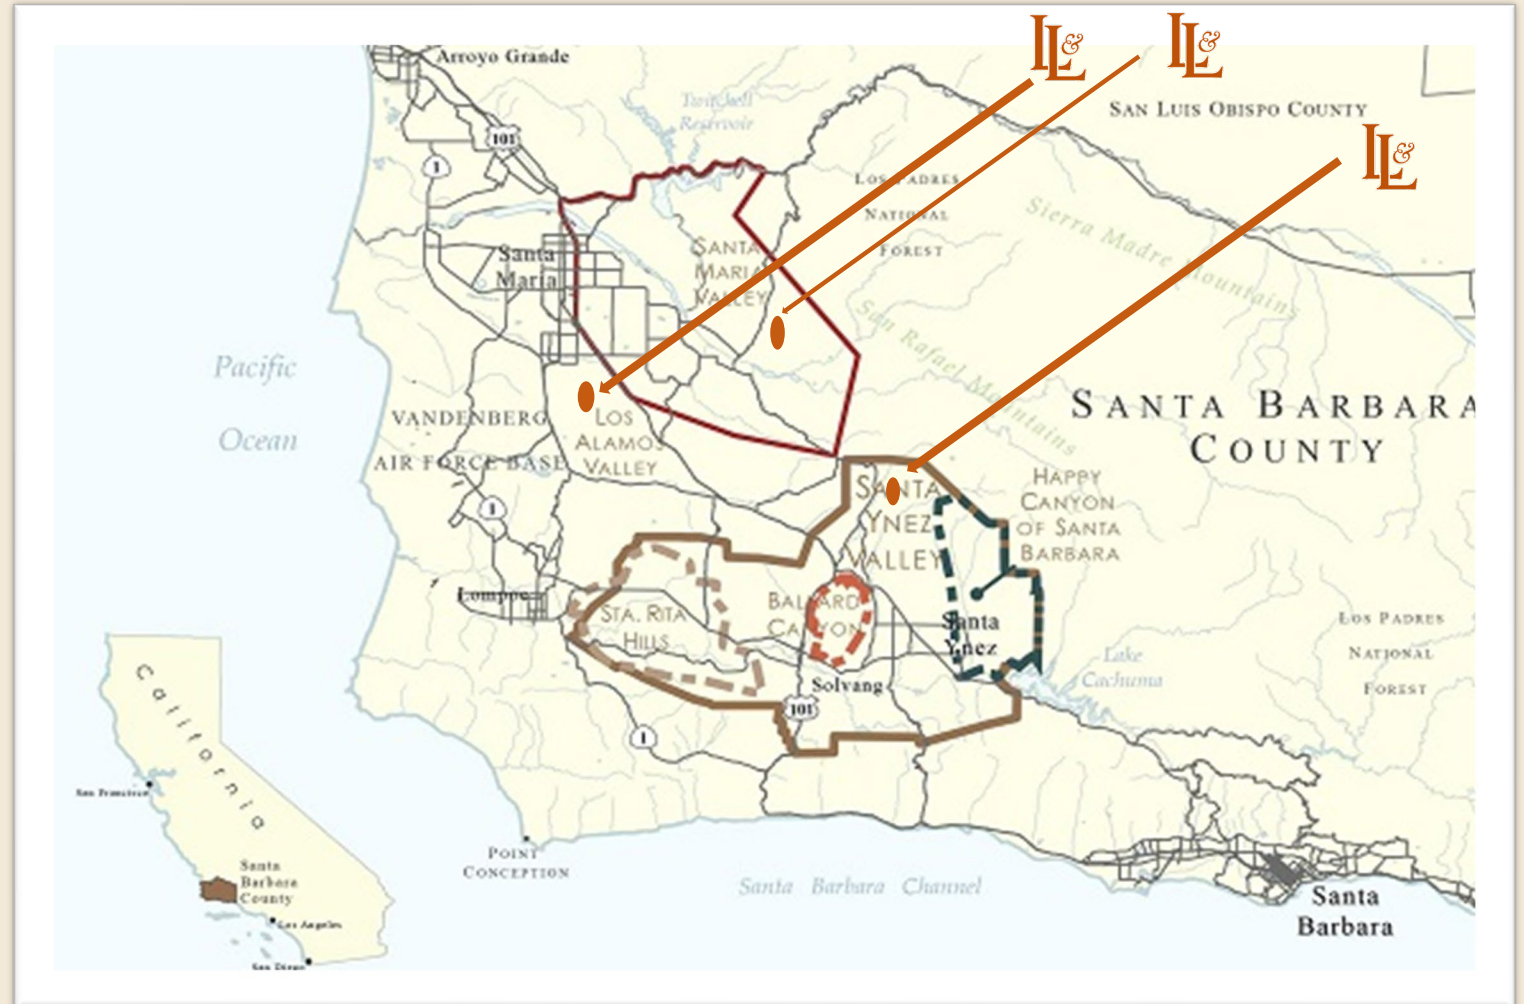 IL&
IL&
Arroyo Grande
SAN LUIS OBISPO COUNTY
Twitchell
Reservoir
101
1
IL&
LOS PADRES
NATIONAL
FOREST
Sierra Madre Mountains
Santa
Maria
SANTA
MARIA
VALLEY
San Rafael Mountains
Pacific
Ocean
SANTA BARBARA
COUNTY
VANDENBERG
AIR FORCE BASE
LOS
ALAMOS
VALLEY
1
SANTA
YNEZ
VALLEY
HAPPY
CANYON
OF SANTA
BARBARA
Lompoc
STA. RITA
HILLS
BALLARD
CANYON
Santa
Ynez
LOS PADRES
NATIONAL
FOREST
Lake
Cachuma
Solvang
101
1
California
San Francisco
Santa
Barbara
County
Los Angeles
San Diego
POINT
CONCEPTION
Santa Barbara Channel
Santa
Barbara